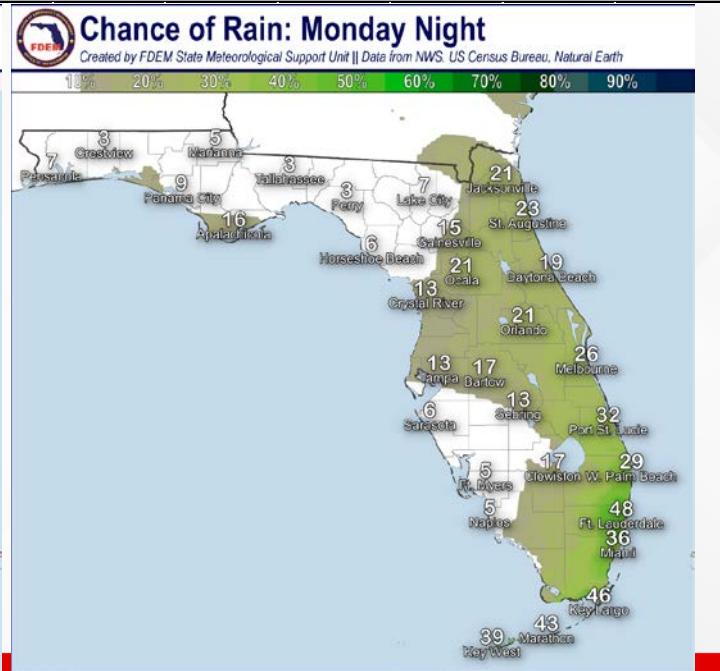 Chance of Rain: Monday Night
FDEM
Created by FDEM State Meteorological Support Unit || Data from NWS, US Census Bureau, Natural Earth
10% 20% 30% 40% 50% 60% 70% 80% 90%
3
Crestview
5
Marianna
7
Pensacola
3
Tallahassee
9
Panama City
3
Perry
7
Lake City
21
Jacksonville
16
Apalachicola
23
St. Augustine
15
Gainesville
6
Horseshoe Beach
21
Ocala
19
Daytona Beach
13
Crystal River
21
Orlando
26
Melbourne
13
Tampa
17
Bartow
13
Sebring
6
Sarasota
32
Port St. Lucie
5
Ft. Myers
17
Clewiston
29
W. Palm Beach
5
Naples
48
Ft. Lauderdale
36
Miami
46
Key Largo
43
Marathon
39
Key West